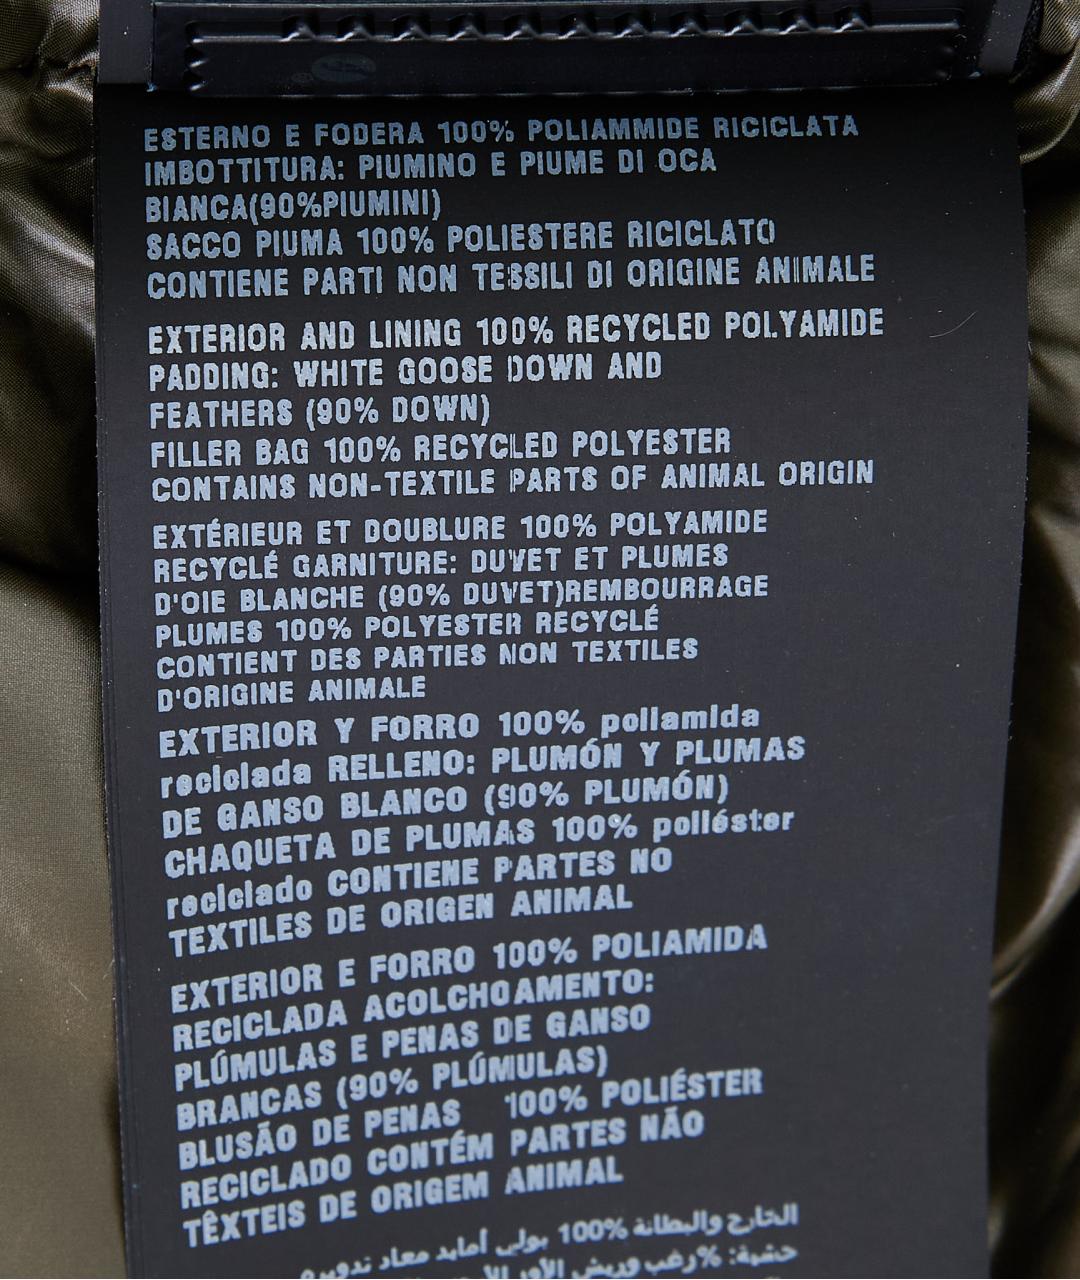 ESTERNO E FODERA 100% POLIAMMIDE RICICLATA
IMBOTTITURA: PIUMINO E PIUME DI OCA
BIANCA(90%PIUMINI)
SACCO PIUMA 100% POLIESTERE RICICLATO
CONTIENE PARTI NON TESSILI DI ORIGINE ANIMALE
EXTERIOR AND LINING 100% RECYCLED POLYAMIDE
PADDING: WHITE GOOSE DOWN AND
FEATHERS (90% DOWN)
FILLER BAG 100% RECYCLED POLYESTER
CONTAINS NON-TEXTILE PARTS OF ANIMAL ORIGIN
EXTÉRIEUR ET DOUBLURE 100% POLYAMIDE
RECYCLÉ GARNITURE: DUVET ET PLUMES
D'OIE BLANCHE (90% DUVET)REMBOURRAGE
PLUMES 100% POLYESTER RECYCLÉ
CONTIENT DES PARTIES NON TEXTILES
D'ORIGINE ANIMALE
EXTERIOR Y FORRO 100% poliamida
reciclada RELLENO: PLUMÓN Y PLUMAS
DE GANSO BLANCO (90% PLUMÓN)
CHAQUETA DE PLUMAS 100% poliéster
reciclado CONTIENE PARTES NO
TEXTILES DE ORIGEN ANIMAL
EXTERIOR E FORRO 100% POLIAMIDA
RECICLADA ACOLCHOAMENTO:
PLÚMULAS E PENAS DE GANSO
BRANCAS (90% PLÚMULAS)
BLUSÃO DE PENAS 100% POLIÉSTER
RECICLADO CONTÉM PARTES NÃO
TÊXTEIS DE ORIGEM ANIMAL
الخارج والبطانة 100% بولي أمايد معاد تدويره
حشية: %زغب وريش الأوز